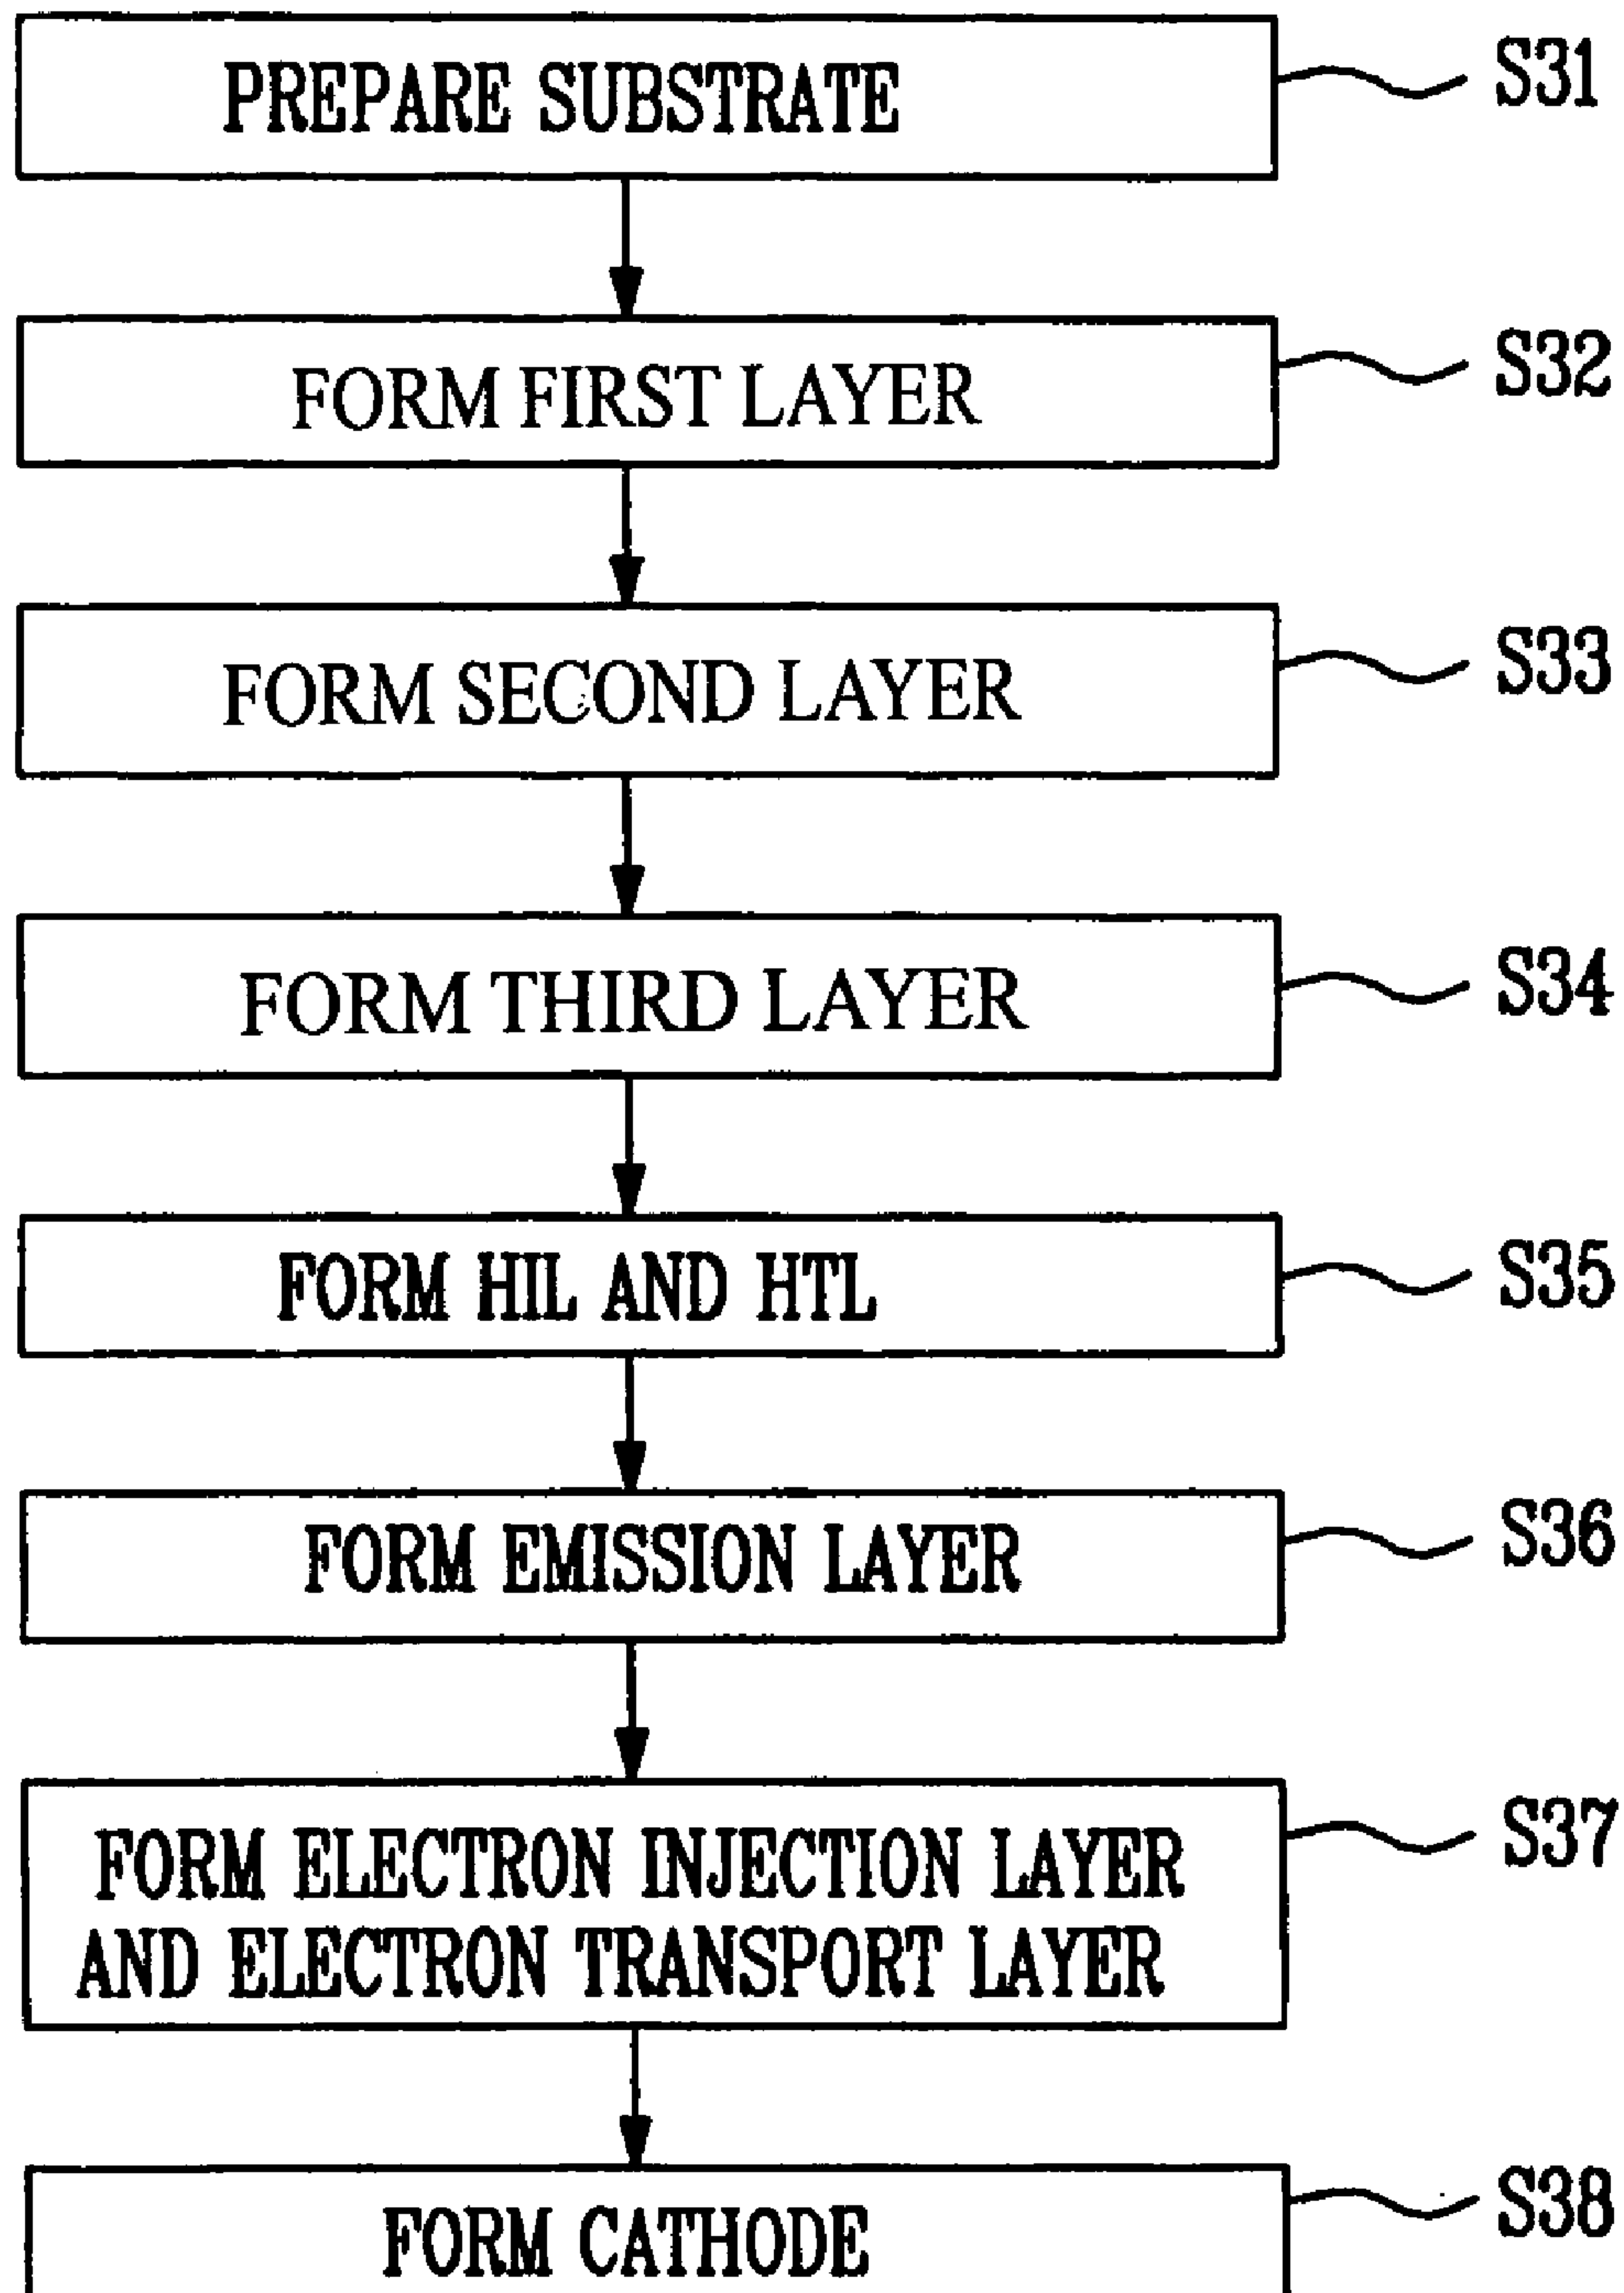 PREPARE SUBSTRATE
S31
FORM FIRST LAYER
S32
FORM SECOND LAYER
S33
FORM THIRD LAYER
S34
FORM HIL AND HTL
S35
FORM EMISSION LAYER
S36
FORM ELECTRON INJECTION LAYER
AND ELECTRON TRANSPORT LAYER
S37
FORM CATHODE
S38